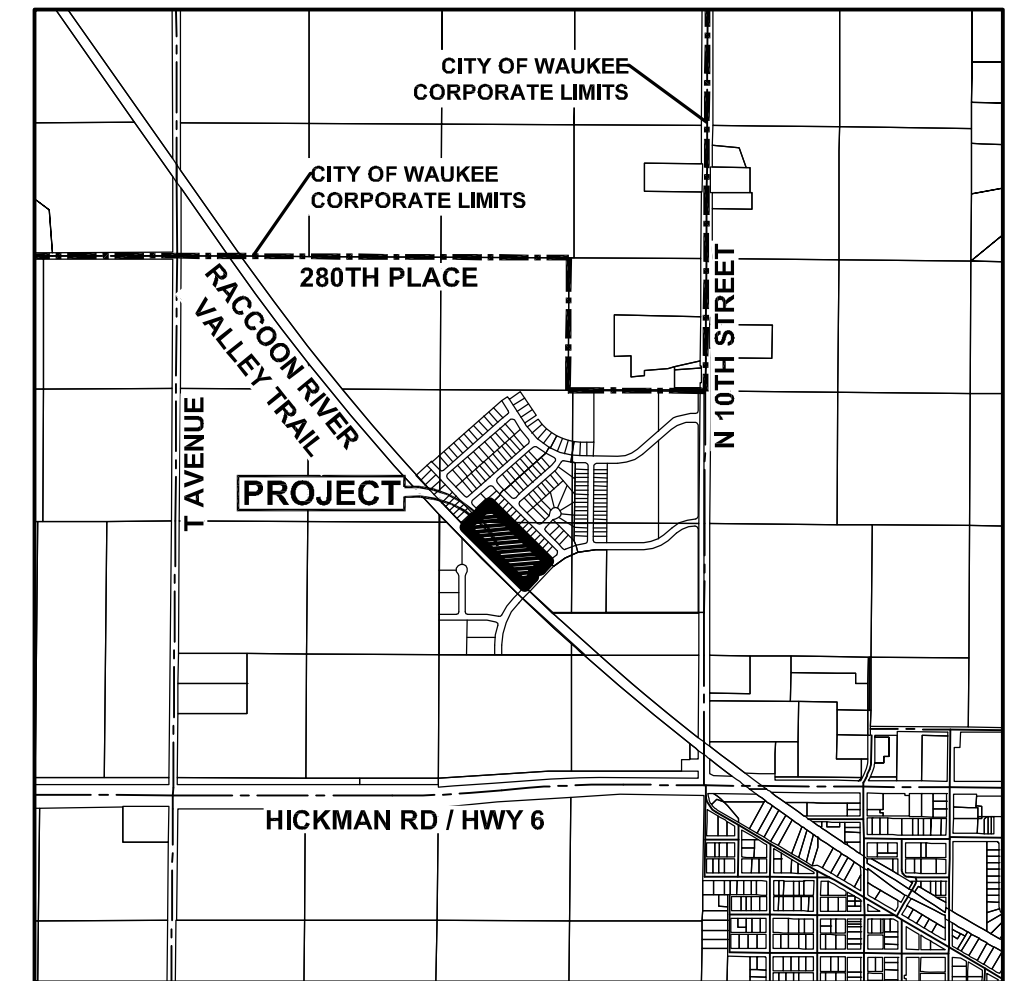 CITY OF WAUKEE
CORPORATE LIMITS
CITY OF WAUKEE
CORPORATE LIMITS
280TH PLACE
RACCOON RIVER
VALLEY TRAIL
N 10TH STREET
T AVENUE
PROJECT
HICKMAN RD / HWY 6